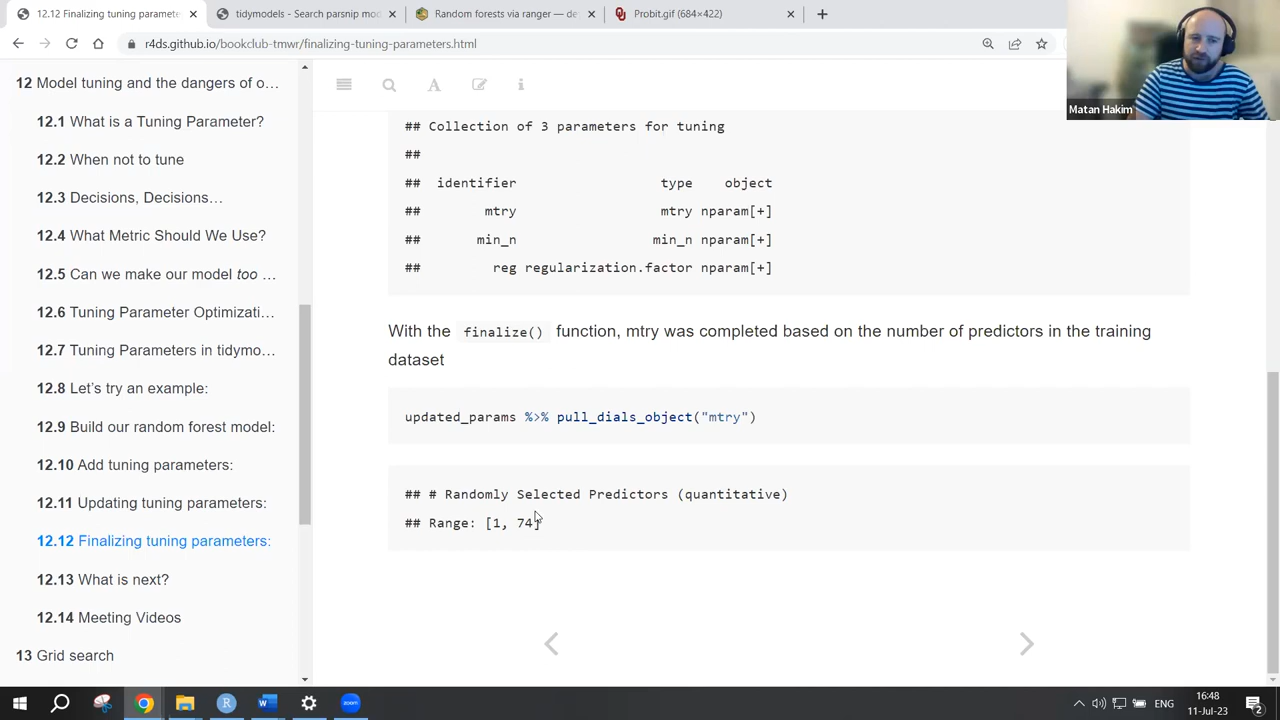 12.12 Finalizing tuning paramete
tidymodels - Search parsnip mod
Random forests via ranger — de
Probit.gif (684×422)
r4ds.github.io/bookclub-tmwr/finalizing-tuning-parameters.html
Matan Hakim
12 Model tuning and the dangers of o…
12.1 What is a Tuning Parameter?
12.2 When not to tune
12.3 Decisions, Decisions…
12.4 What Metric Should We Use?
12.5 Can we make our model too …
12.6 Tuning Parameter Optimizati…
12.7 Tuning Parameters in tidymo…
12.8 Let’s try an example:
12.9 Build our random forest model:
12.10 Add tuning parameters:
12.11 Updating tuning parameters:
12.12 Finalizing tuning parameters:
12.13 What is next?
12.14 Meeting Videos
13 Grid search
## Collection of 3 parameters for tuning
##
## identifier type object
## mtry mtry nparam[+]
## min_n min_n nparam[+]
## reg regularization.factor nparam[+]
With the finalize() function, mtry was completed based on the number of predictors in the training
dataset
updated_params %>% pull_dials_object("mtry")
## # Randomly Selected Predictors (quantitative)
## Range: [1, 74]
ENG
16:48
11-Jul-23
2